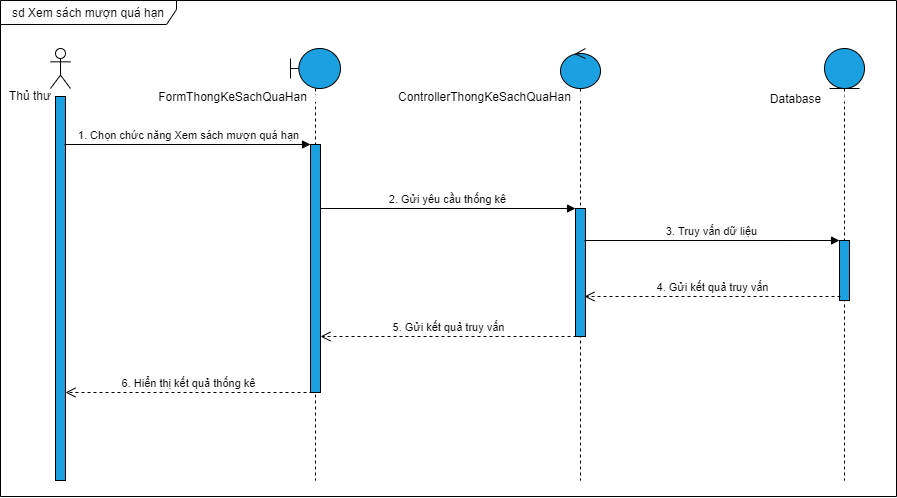 sd Xem sách mượn quá hạn
Thủ thư
FormThongKeSachQuaHan
ControllerThongKeSachQuaHan
Database
1. Chọn chức năng Xem sách mượn quá hạn
2. Gửi yêu cầu thống kê
3. Truy vấn dữ liệu
4. Gửi kết quả truy vấn
5. Gửi kết quả truy vấn
6. Hiển thị kết quả thống kê